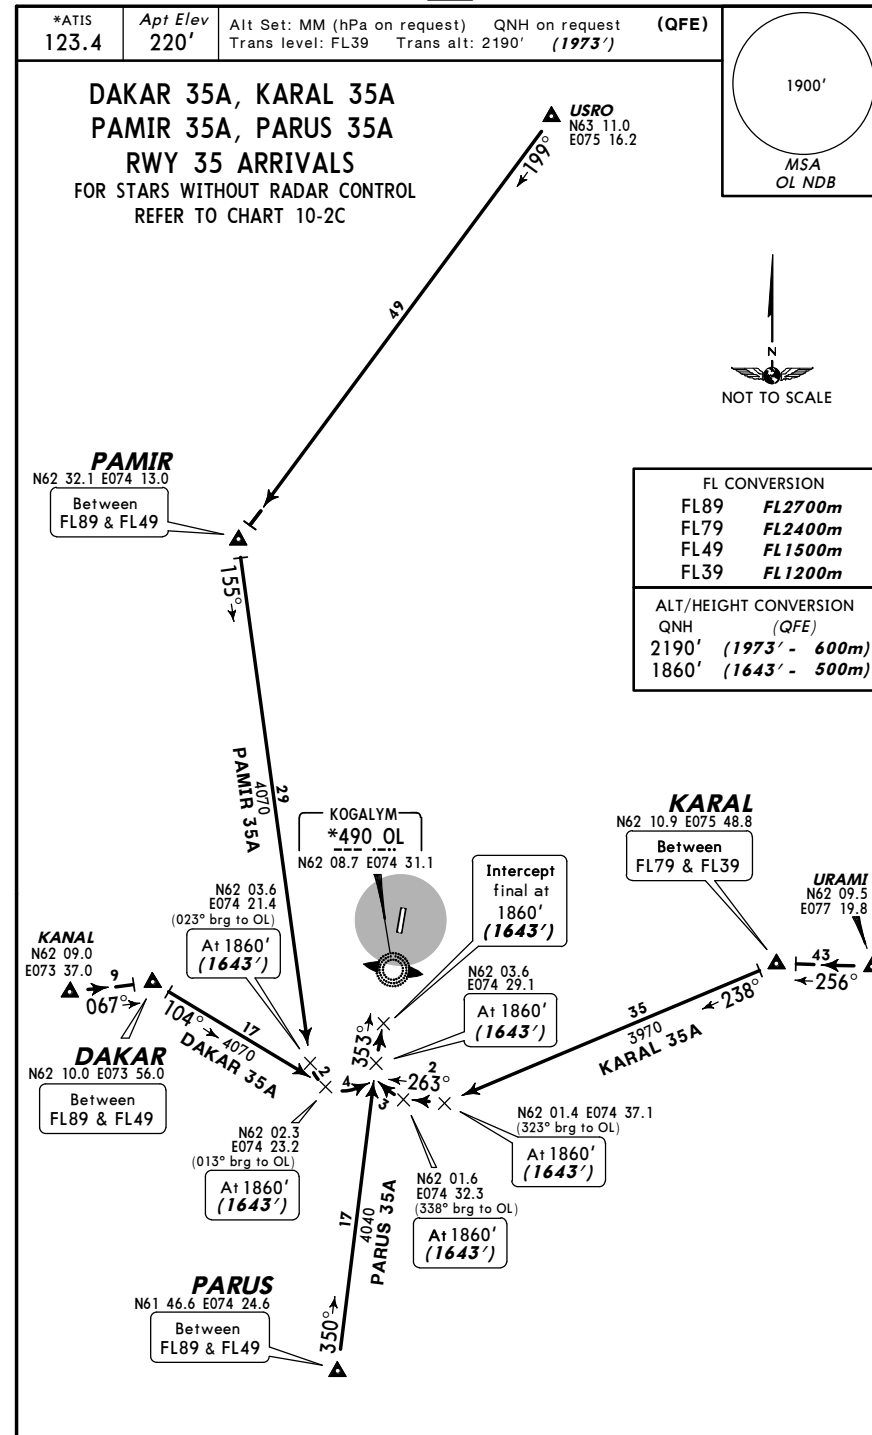 *ATIS
123.4
Apt Elev
220'
Alt Set: MM (hPa on request) QNH on request (QFE)
Trans level: FL39 Trans alt: 2190' (1973')
1900'
MSA
OL NDB
DAKAR 35A, KARAL 35A
PAMIR 35A, PARUS 35A
RWY 35 ARRIVALS
FOR STARS WITHOUT RADAR CONTROL
REFER TO CHART 10-2C
USRO
N63 11.0
E075 16.2
199°
49
N
NOT TO SCALE
PAMIR
N62 32.1 E074 13.0
Between
FL89 & FL49
155°
FL CONVERSION
FL89 FL2700m
FL79 FL2400m
FL49 FL1500m
FL39 FL1200m
ALT/HEIGHT CONVERSION
QNH (QFE)
2190' (1973' - 600m)
1860' (1643' - 500m)
29
4070
PAMIR 35A
KOGALYM
*490 OL
N62 08.7 E074 31.1
KARAL
N62 10.9 E075 48.8
Between
FL79 & FL39
Intercept
final at
1860'
(1643')
URAMI
N62 09.5
E077 19.8
43
256°
N62 03.6
E074 21.4
(023° brg to OL)
At 1860'
(1643')
KANAL
N62 09.0
E073 37.0
9
067°
N62 03.6
E074 29.1
At 1860'
(1643')
238°
35
3970
KARAL 35A
104°
17
4070
DAKAR 35A
DAKAR
N62 10.0 E073 56.0
Between
FL89 & FL49
353°
2
4
2
263°
3
N62 02.3
E074 23.2
(013° brg to OL)
At 1860'
(1643')
N62 01.4 E074 37.1
(323° brg to OL)
At 1860'
(1643')
N62 01.6
E074 32.3
(338° brg to OL)
At 1860'
(1643')
17
4040
PARUS 35A
PARUS
N61 46.6 E074 24.6
Between
FL89 & FL49
350°